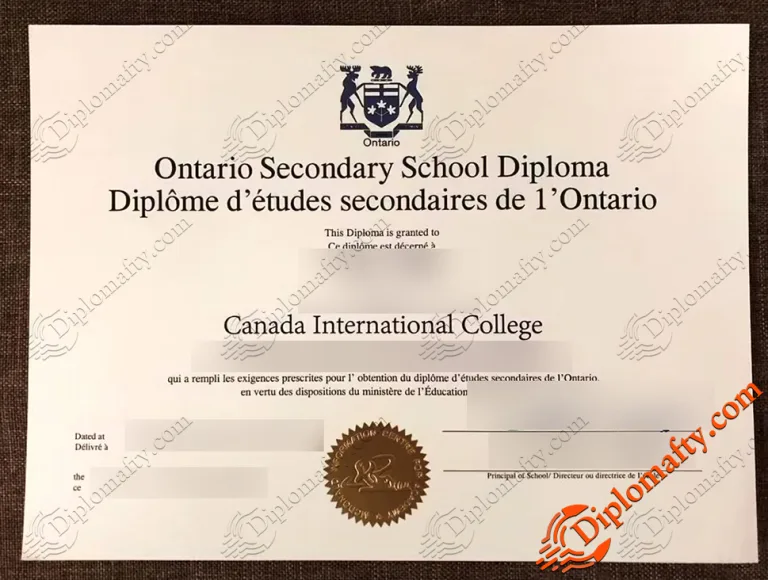 Ontario
Ontario Secondary School Diploma
Diplôme d'études secondaires de 1'Ontario
This Diploma is granted to
Ce diplôme est décerné à
Canada International College
qui a rempli les exigences prescrites pour l' obtention du diplôme d'études secondaires de l'Ontario.
en vertu des dispositions du ministère de l'Éducation
Dated at
Délivré à
the
ce
Principal of School/ Directeur ou directrice de
Diplomafty.com